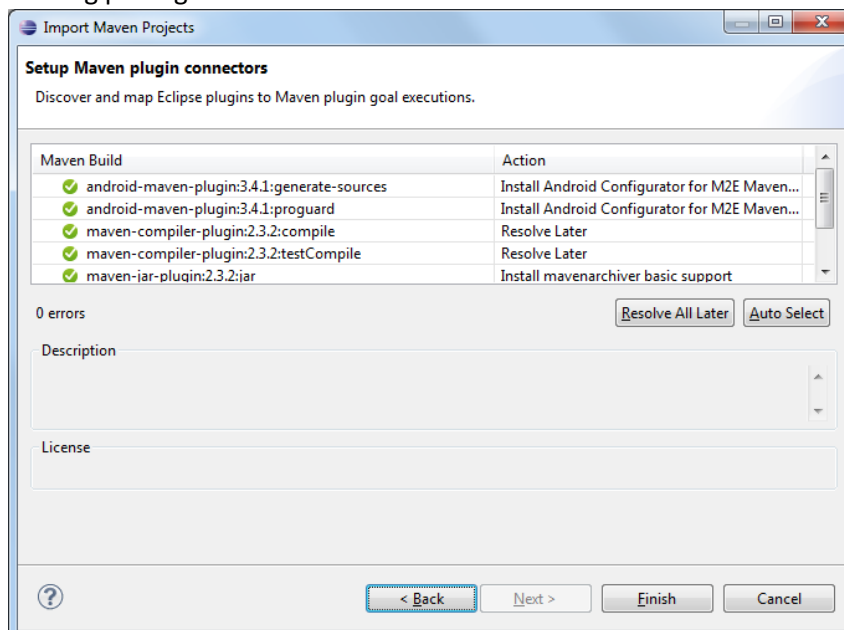 Import Maven Projects
Setup Maven plugin connectors
Discover and map Eclipse plugins to Maven plugin goal executions.
Maven Build Action
android-maven-plugin:3.4.1:generate-sources Install Android Configurator for M2E Maven...
android-maven-plugin:3.4.1:proguard Install Android Configurator for M2E Maven...
maven-compiler-plugin:2.3.2:compile Resolve Later
maven-compiler-plugin:2.3.2:testCompile Resolve Later
maven-jar-plugin:2.3.2:jar Install mavenarchiver basic support
0 errors Resolve All Later Auto Select
Description
License
? < Back Next > Finish Cancel